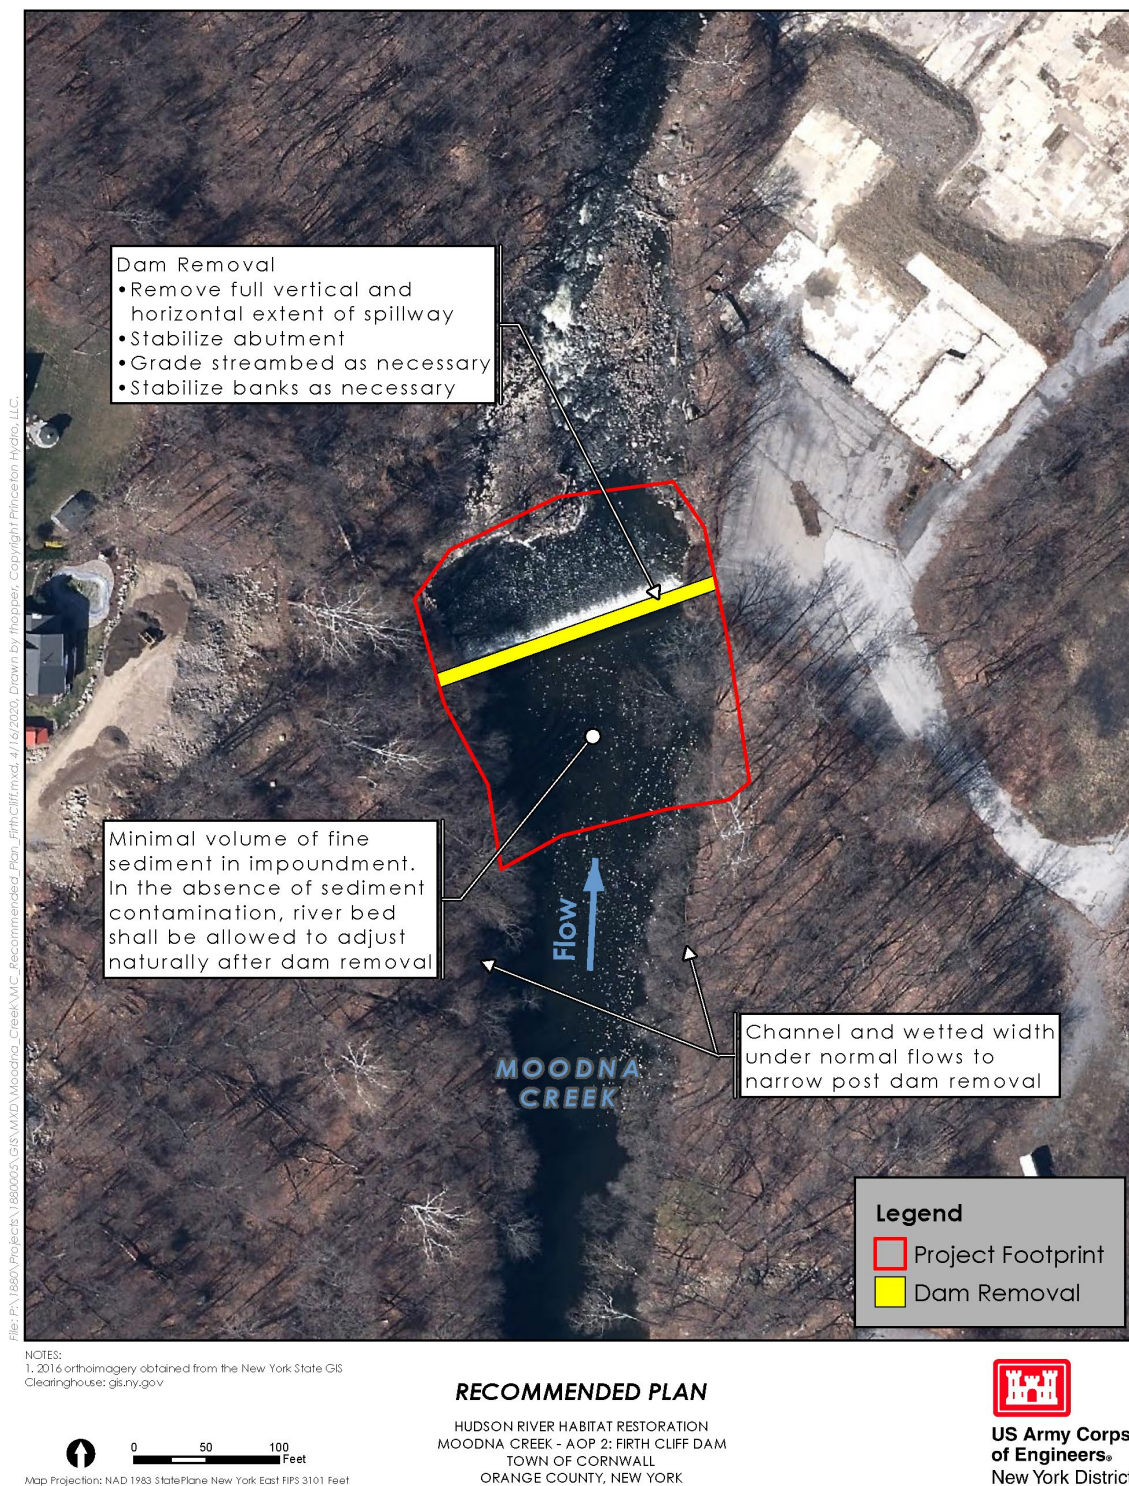 Dam Removal
•Remove full vertical and
horizontal extent of spillway
•Stabilize abutment
•Grade streambed as necessary
•Stabilize banks as necessary
Minimal volume of fine
sediment in impoundment.
In the absence of sediment
contamination, river bed
shall be allowed to adjust
naturally after dam removal
Flow
Channel and wetted width
under normal flows to
narrow post dam removal
MOODNA
CREEK
Legend
Project Footprint
Dam Removal
File: P:\1880\Projects\1880005\GIS\MXD\Moodna_Creek\MC_Recommended_Plan_FirthCliff.mxd, 4/16/2020, Drawn by thopper, Copyright Princeton Hydro, LLC.
NOTES:
1. 2016 orthoimagery obtained from the New York State GIS
Clearinghouse: gis.ny.gov
0 50 100
Feet
Map Projection: NAD 1983 StatePlane New York East FIPS 3101 Feet
RECOMMENDED PLAN
HUDSON RIVER HABITAT RESTORATION
MOODNA CREEK - AOP 2: FIRTH CLIFF DAM
TOWN OF CORNWALL
ORANGE COUNTY, NEW YORK
US Army Corps
of Engineers®
New York District